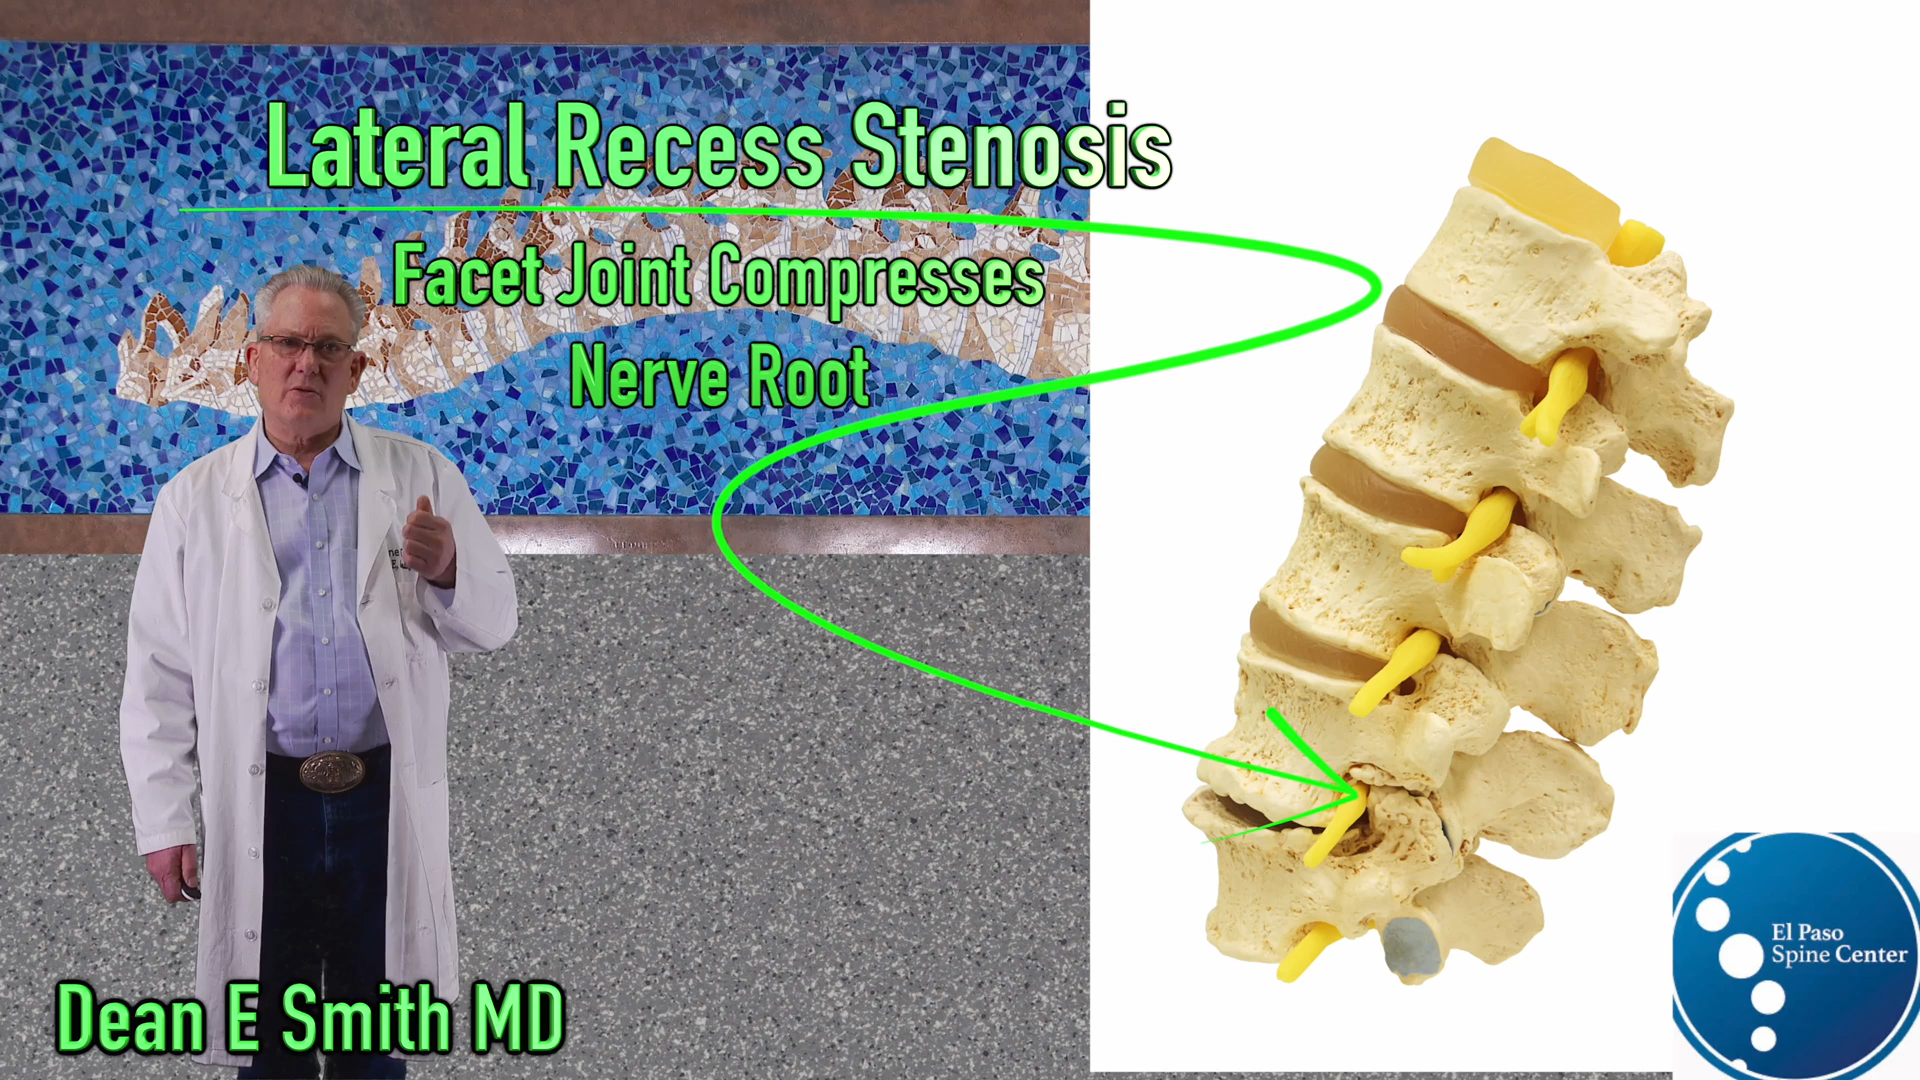 Lateral Recess Stenosis
Facet Joint Compresses
Nerve Root
Dean E Smith MD
El Paso
Spine Center